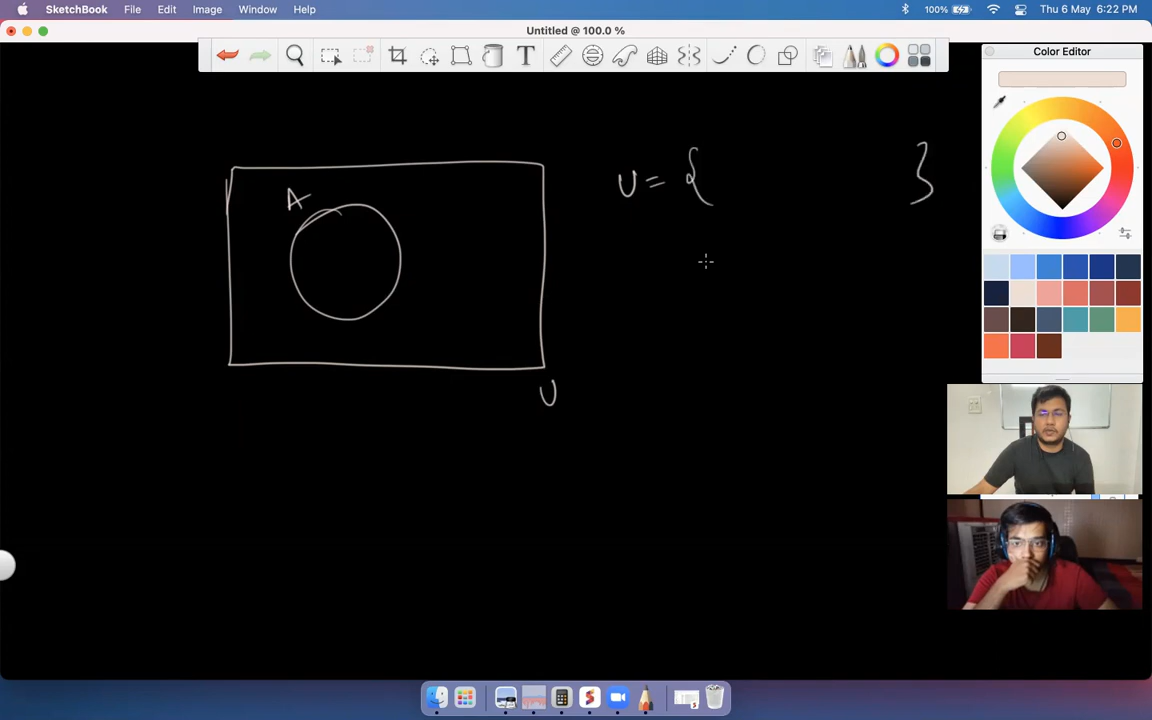 SketchBook File Edit Image Window Help 100% Thu 6 May 6:22 PM
Untitled @ 100.0 %
T
Color Editor
A
U = { }
U